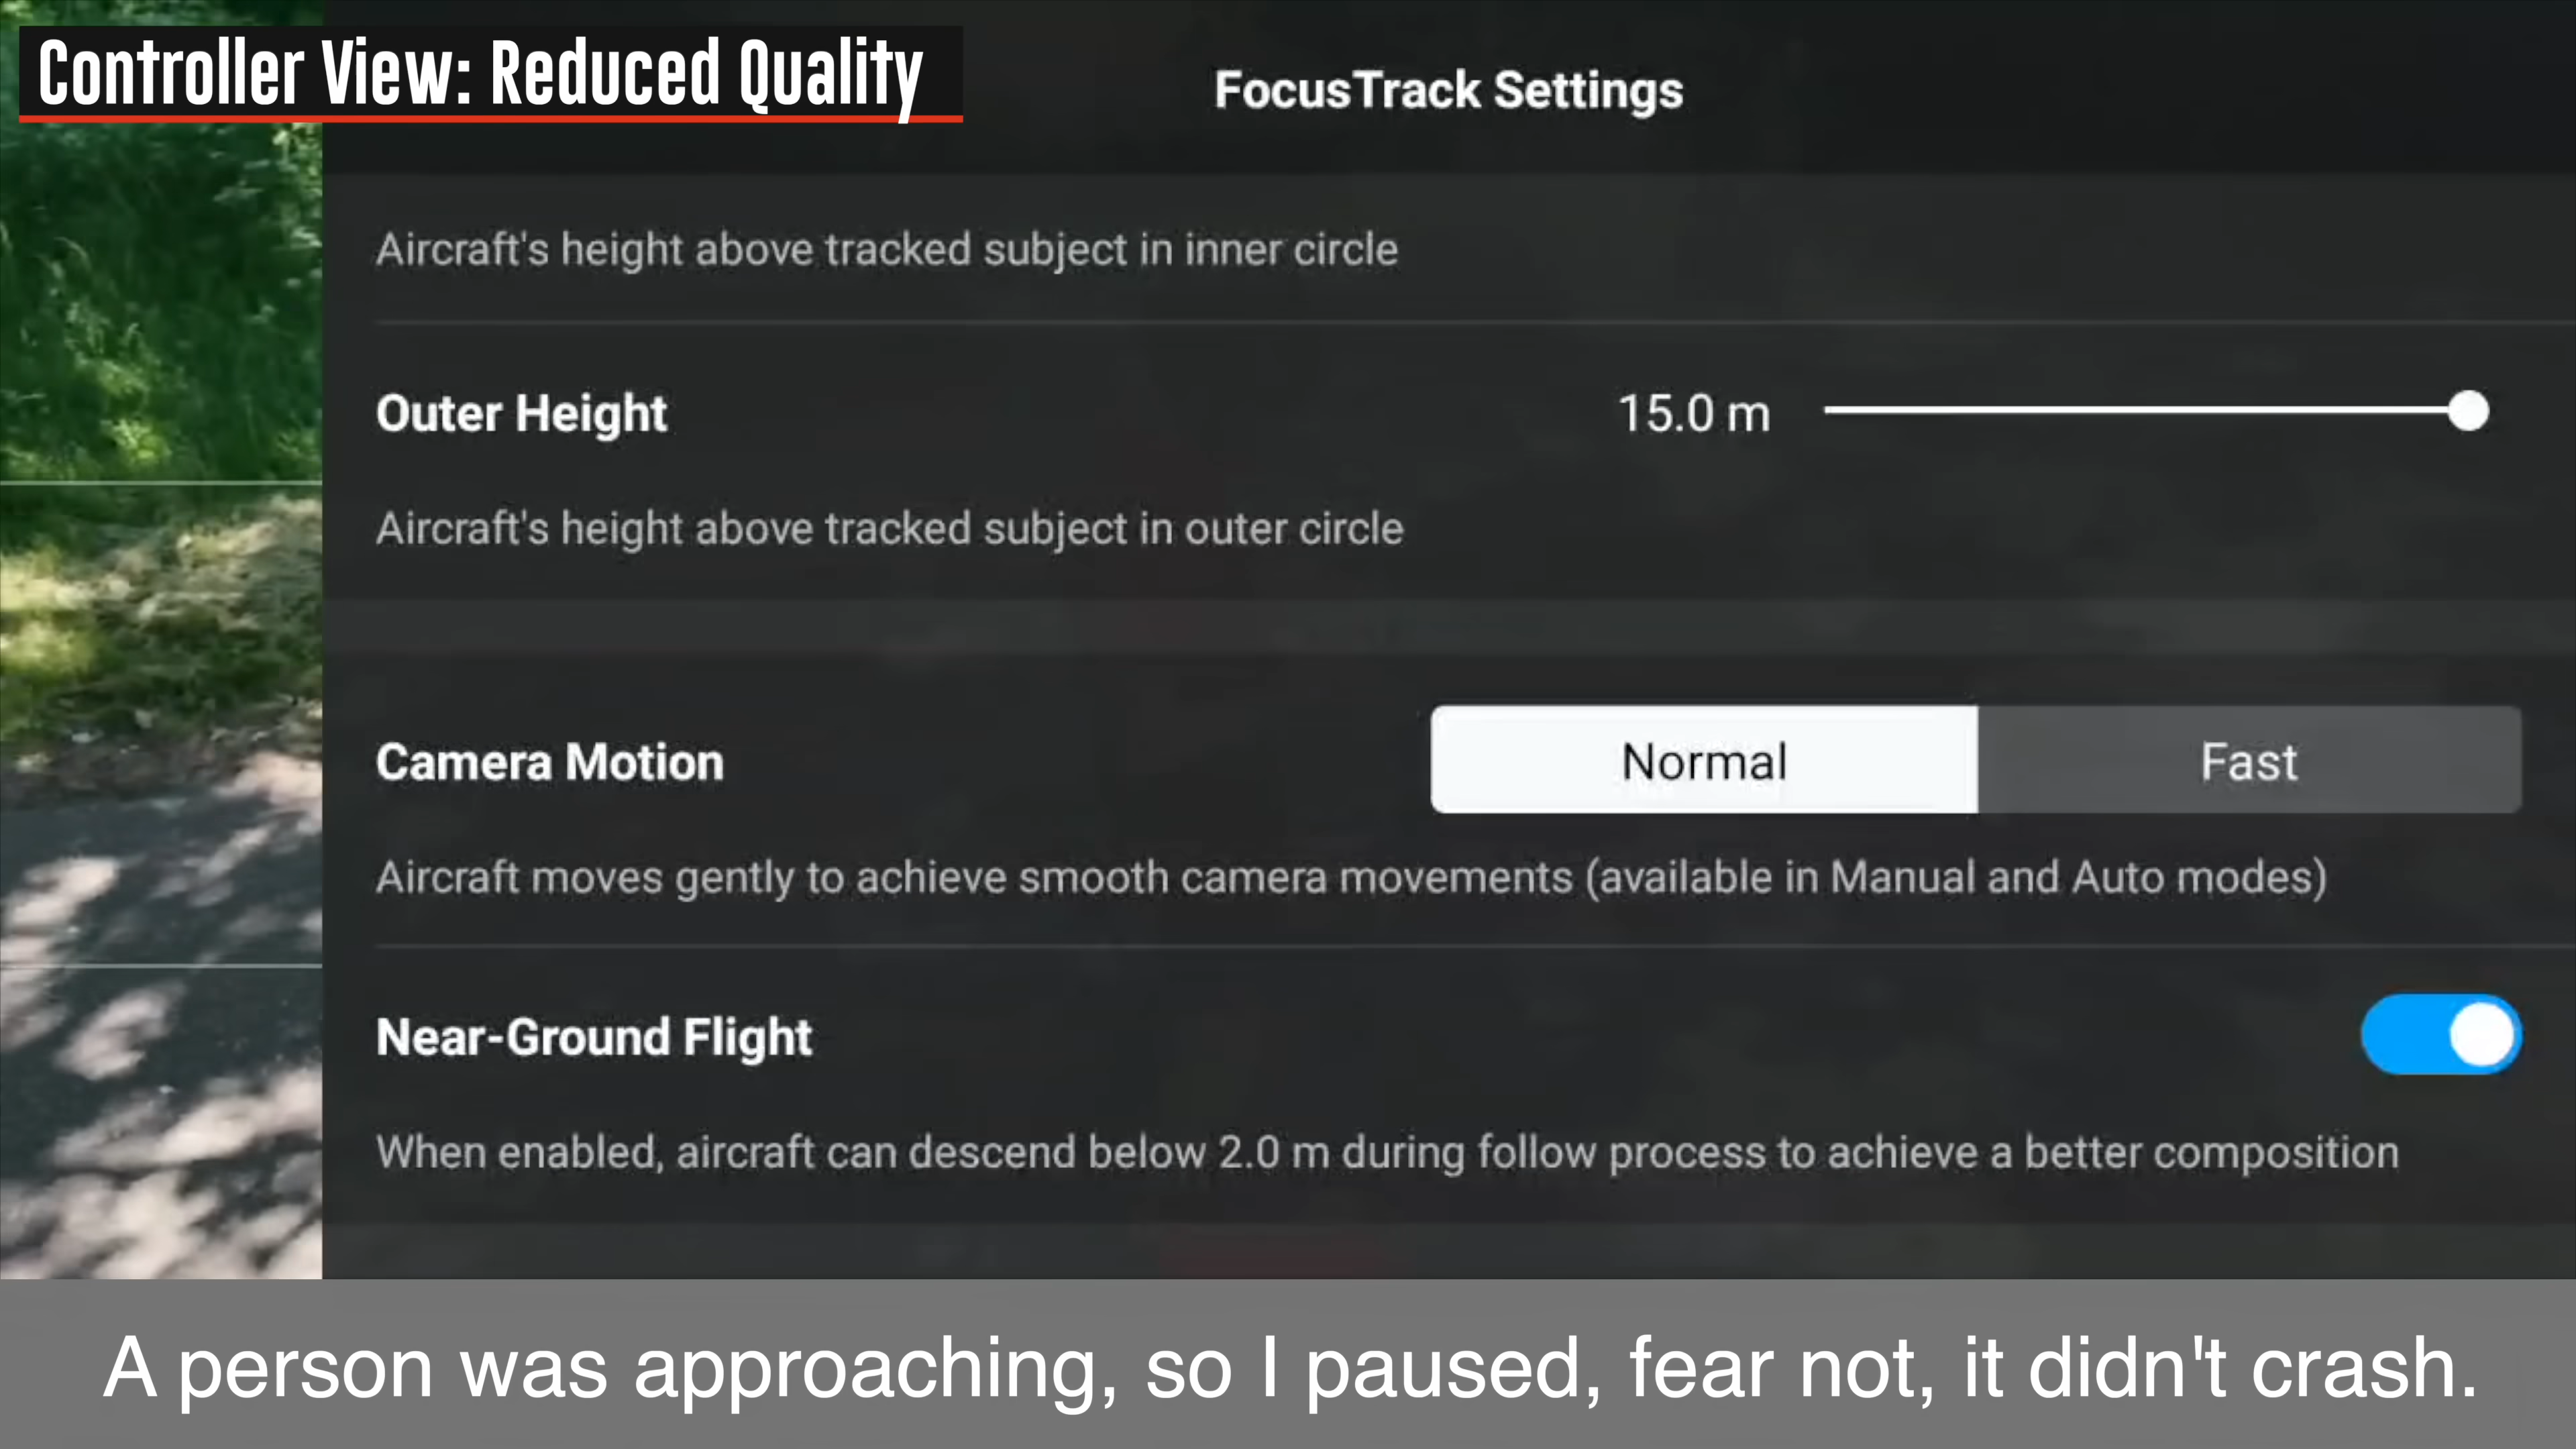 Controller View: Reduced Quality
FocusTrack Settings
Aircraft's height above tracked subject in inner circle
Outer Height
15.0 m
Aircraft's height above tracked subject in outer circle
Camera Motion
Normal
Fast
Aircraft moves gently to achieve smooth camera movements (available in Manual and Auto modes)
Near-Ground Flight
When enabled, aircraft can descend below 2.0 m during follow process to achieve a better composition
A person was approaching, so I paused, fear not, it didn't crash.